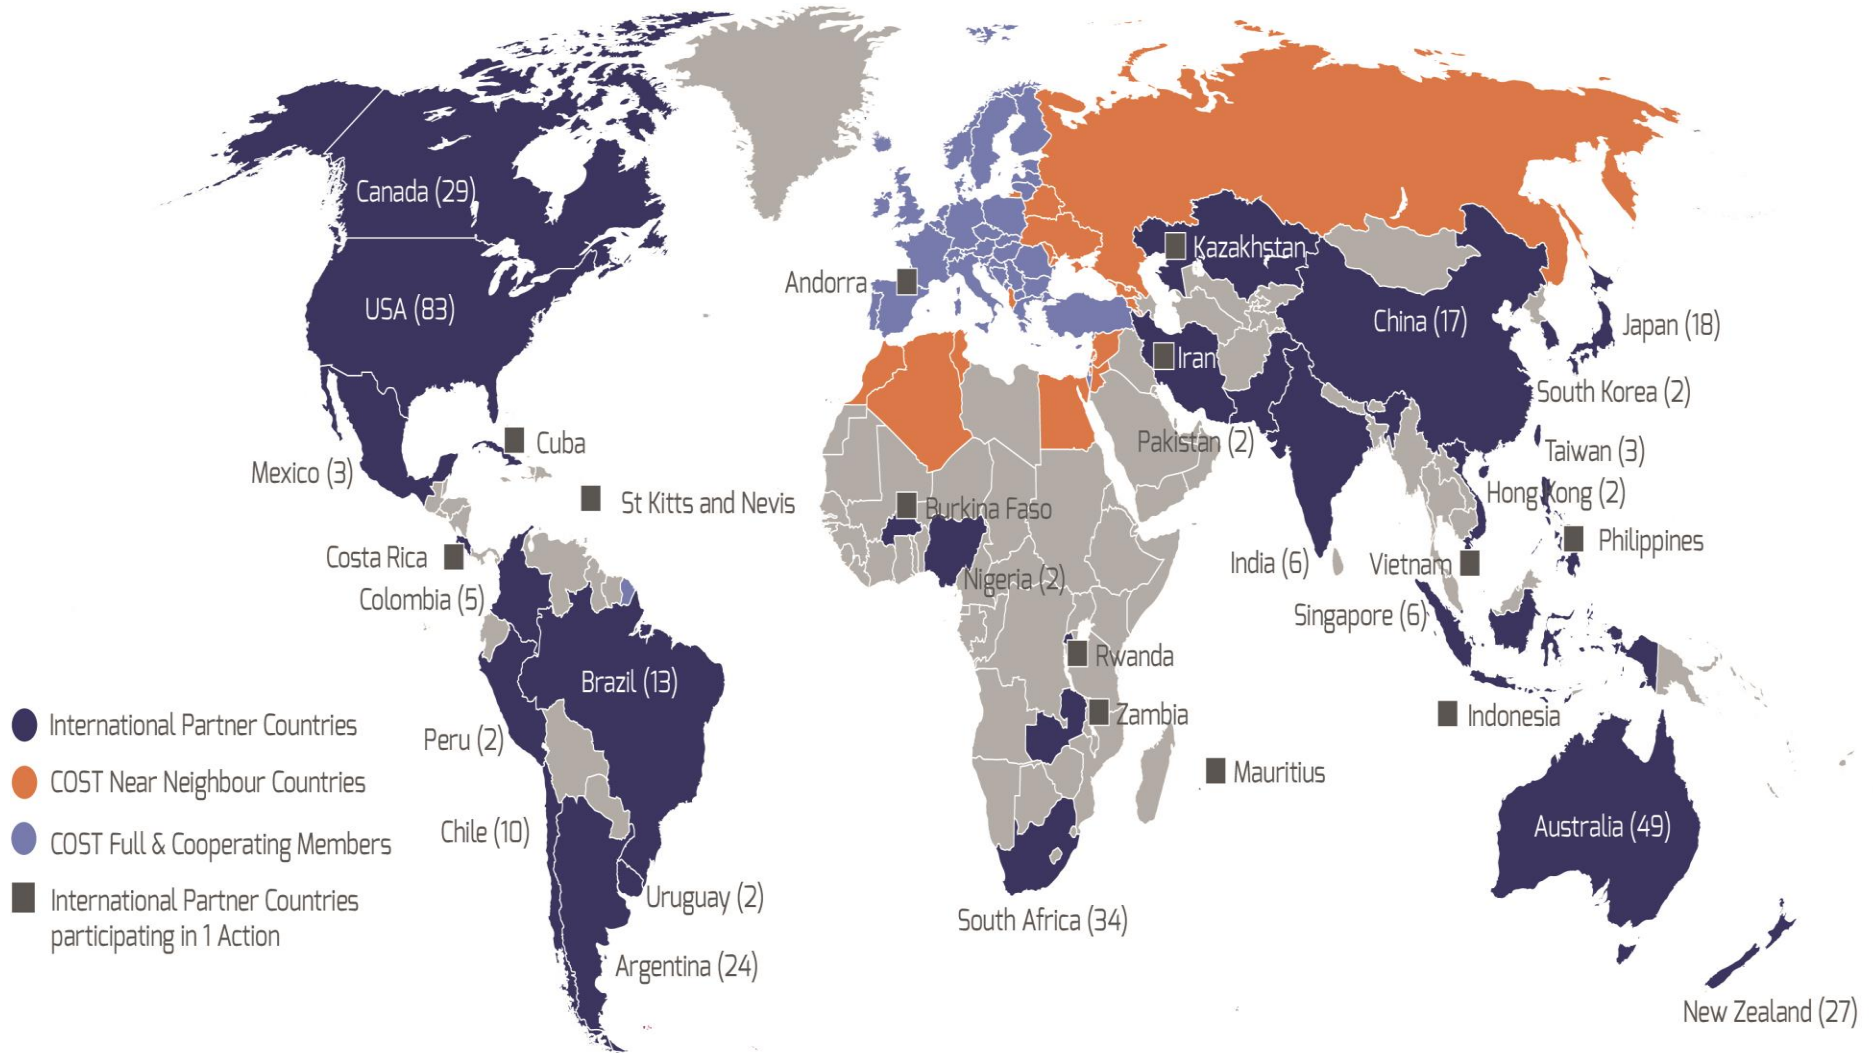 Canada (29)
USA (83)
Mexico (3)
Cuba
St Kitts and Nevis
Costa Rica
Colombia (5)
Brazil (13)
Peru (2)
Chile (10)
Uruguay (2)
Argentina (24)
Andorra
Burkina Faso
Nigeria (2)
Rwanda
Zambia
Mauritius
South Africa (34)
Kazakhstan
Iran
Pakistan (2)
China (17)
Japan (18)
South Korea (2)
Taiwan (3)
Hong Kong (2)
Philippines
India (6)
Vietnam
Singapore (6)
Indonesia
Australia (49)
New Zealand (27)
International Partner Countries
COST Near Neighbour Countries
COST Full & Cooperating Members
International Partner Countries
participating in 1 Action